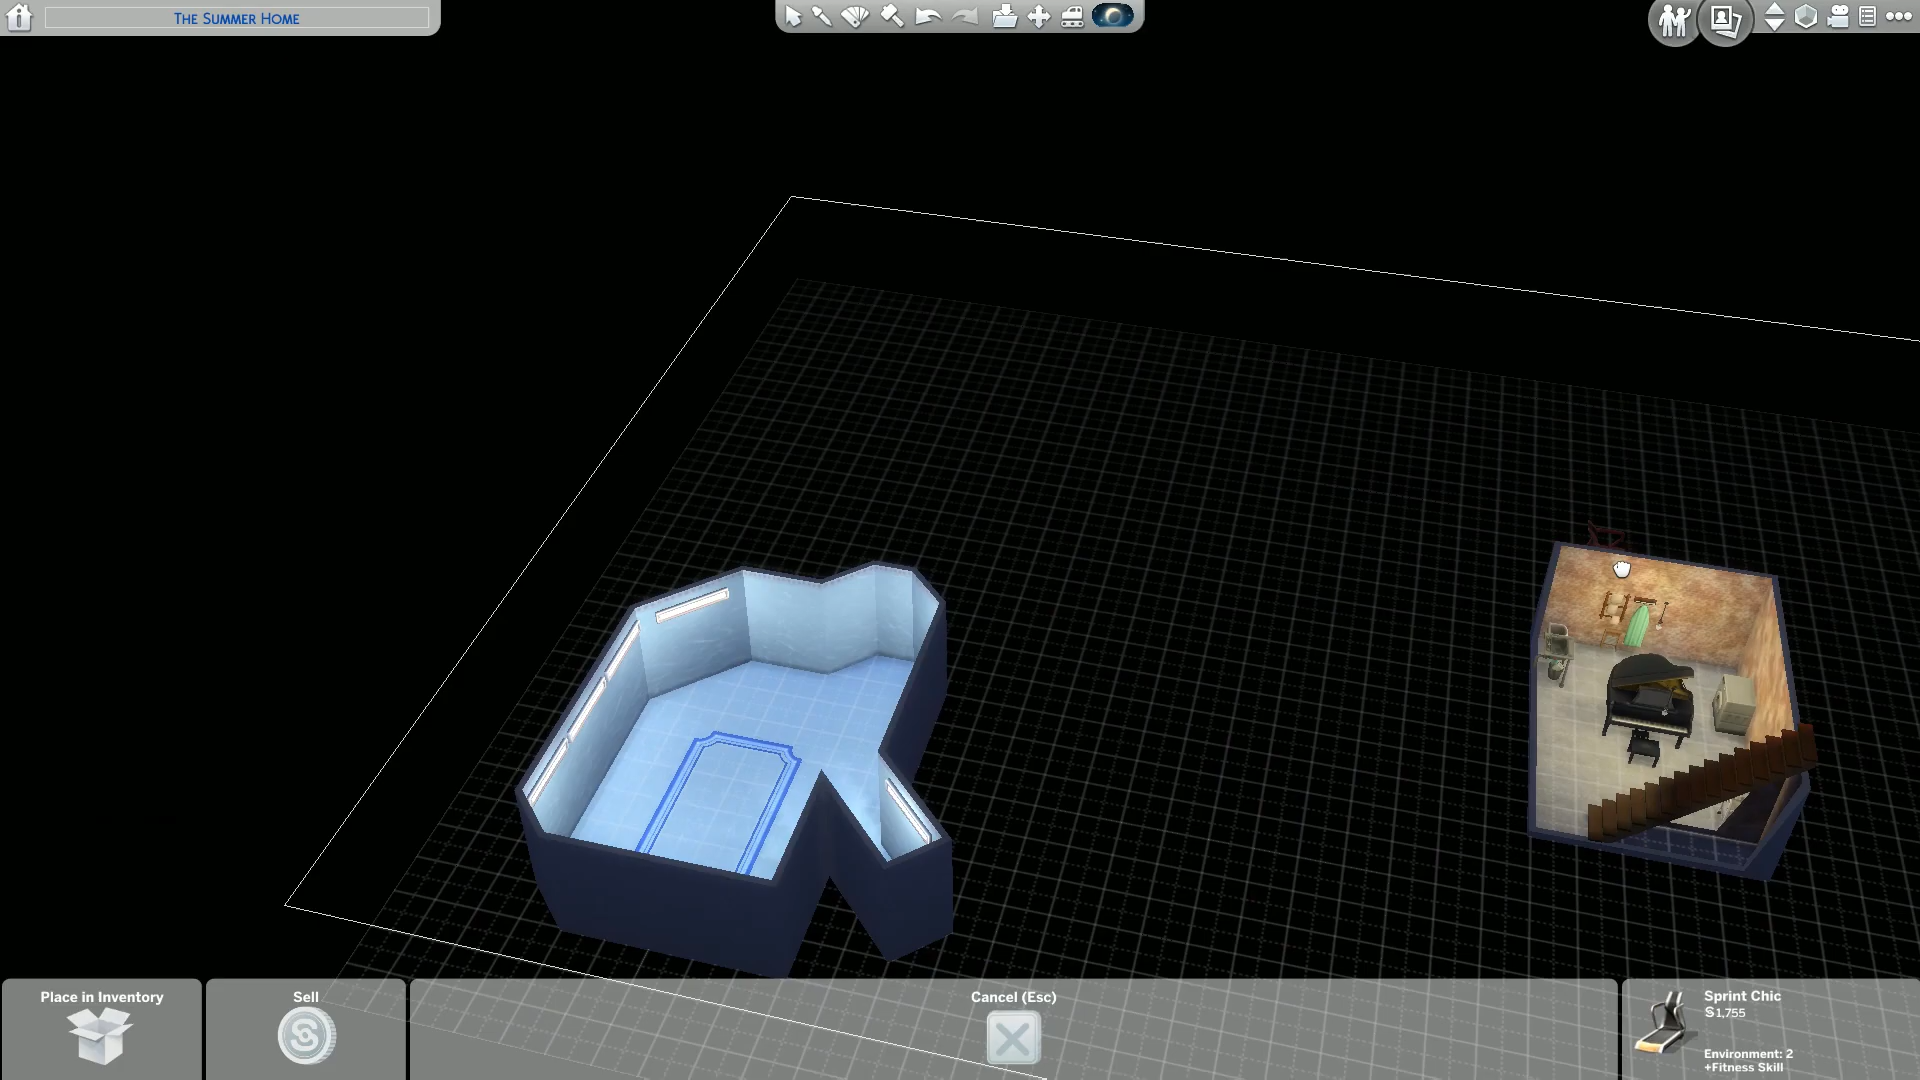 The Summer Home
Place in Inventory
Sell
Cancel (Esc)
Sprint Chic
§1,755
Environment: 2
+Fitness Skill